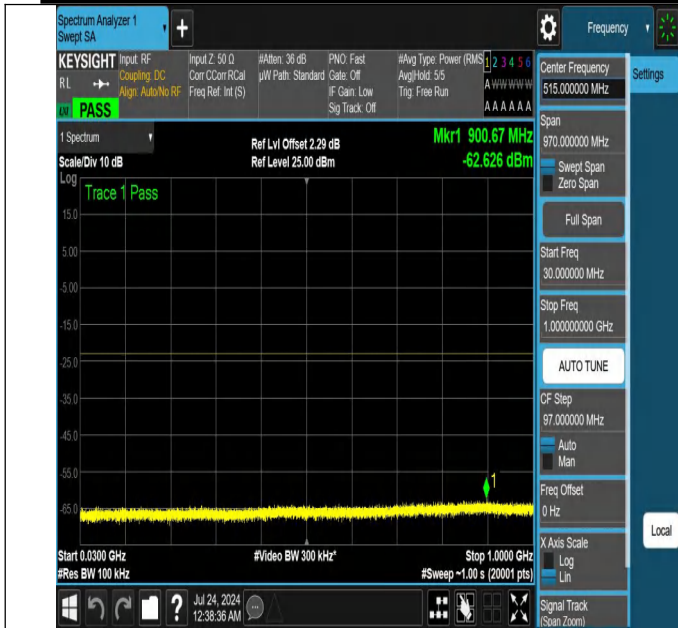 Spectrum Analyzer 1
Swept SA
+
Frequency
KEYSIGHT
RL
PASS
Input: RF
Coupling: DC
Align: Auto/No RF
Input Z: 50 Ω
Corr CCorr RCal
Freq Ref: Int (S)
#Atten: 36 dB
µW Path: Standard
PNO: Fast
Gate: Off
IF Gain: Low
Sig Track: Off
#Avg Type: Power (RMS
Avg|Hold: 5/5
Trig: Free Run
1 2 3 4 5 6
A W W W W W
A A A A A A
Center Frequency
515.000000 MHz
Settings
Span
970.000000 MHz
Swept Span
Zero Span
Full Span
Start Freq
30.000000 MHz
Stop Freq
1.000000000 GHz
AUTO TUNE
CF Step
97.000000 MHz
Auto
Man
Freq Offset
0 Hz
X Axis Scale
Log
Lin
Signal Track
(Span Zoom)
Local
1 Spectrum
Scale/Div 10 dB
Ref Lvl Offset 2.29 dB
Ref Level 25.00 dBm
Mkr1 900.67 MHz
-62.626 dBm
Log
Trace 1 Pass
15.0
5.00
-5.00
-15.0
-25.0
-35.0
-45.0
-55.0
-65.0
1
Start 0.0300 GHz
#Res BW 100 kHz
#Video BW 300 kHz*
Stop 1.0000 GHz
#Sweep ~1.00 s (20001 pts)
?
Jul 24, 2024
12:38:36 AM